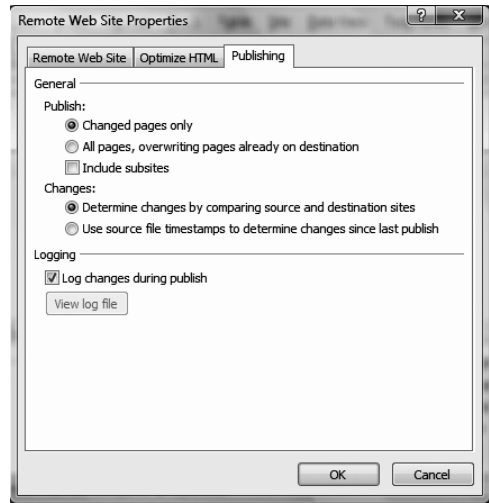 Remote Web Site Properties
Remote Web Site Optimize HTML Publishing
General
Publish:
Changed pages only
All pages, overwriting pages already on destination
Include subsites
Changes:
Determine changes by comparing source and destination sites
Use source file timestamps to determine changes since last publish
Logging
Log changes during publish
View log file
OK Cancel